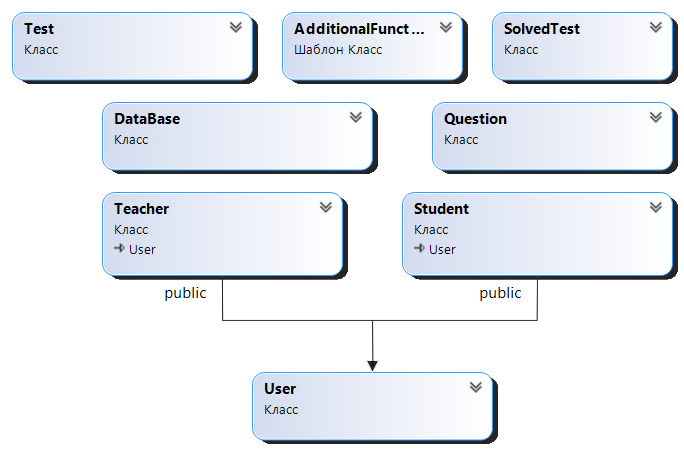 Test
Класс
AdditionalFunct ...
Шаблон Класс
SolvedTest
Класс
DataBase
Класс
Question
Класс
Teacher
Класс
User
Student
Класс
User
public
public
User
Класс